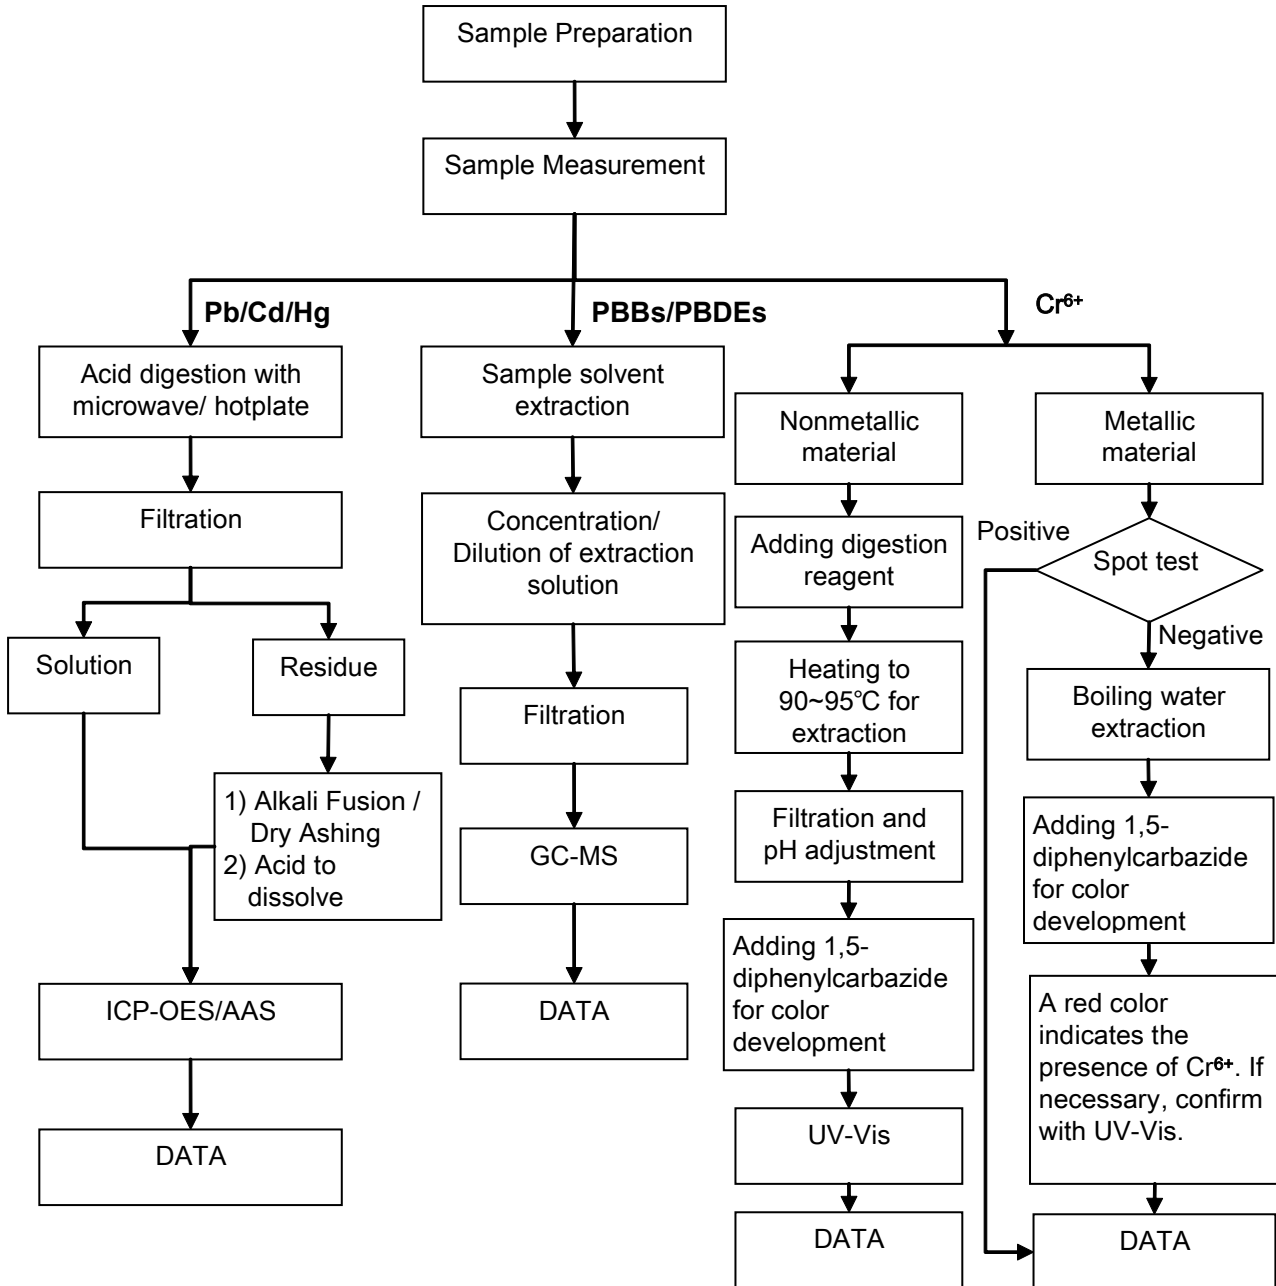 Sample Preparation
Sample Measurement
Pb/Cd/Hg
Acid digestion with
microwave/ hotplate
Filtration
Solution
Residue
1) Alkali Fusion /
Dry Ashing
2) Acid to
dissolve
ICP-OES/AAS
DATA
PBBs/PBDEs
Sample solvent
extraction
Concentration/
Dilution of extraction
solution
Filtration
GC-MS
DATA
Cr⁶⁺
Nonmetallic
material
Adding digestion
reagent
Heating to
90~95℃ for
extraction
Filtration and
pH adjustment
Adding 1,5-
diphenylcarbazide
for color
development
UV-Vis
DATA
Metallic
material
Spot test
Positive
Negative
Boiling water
extraction
Adding 1,5-
diphenylcarbazide
for color
development
A red color
indicates the
presence of Cr⁶⁺. If
necessary, confirm
with UV-Vis.
DATA